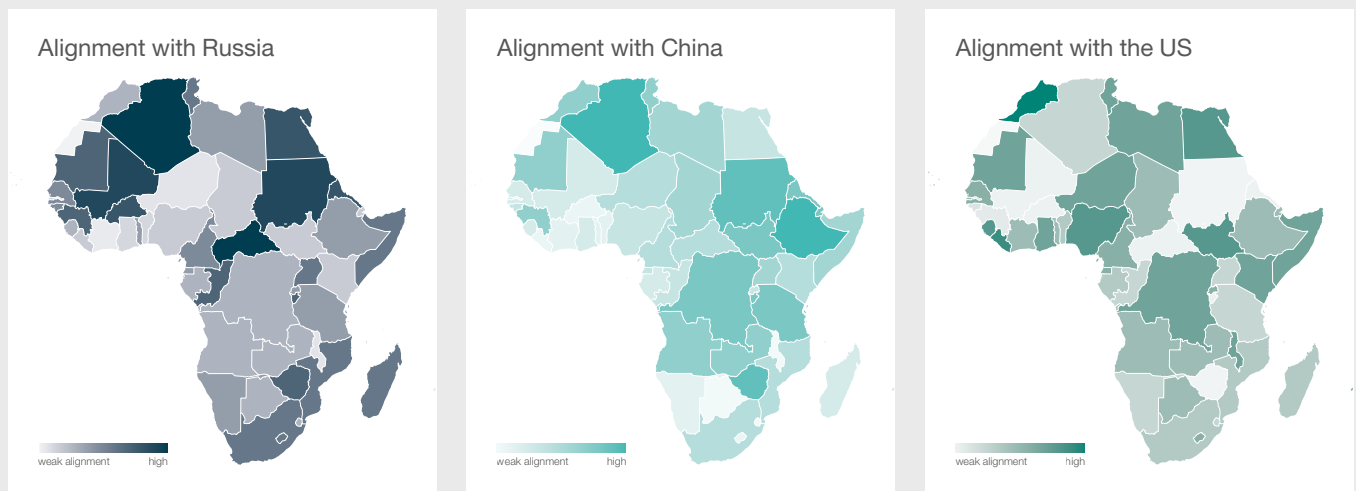 Alignment with Russia
weak alignment high
Alignment with China
weak alignment high
Alignment with the US
weak alignment high